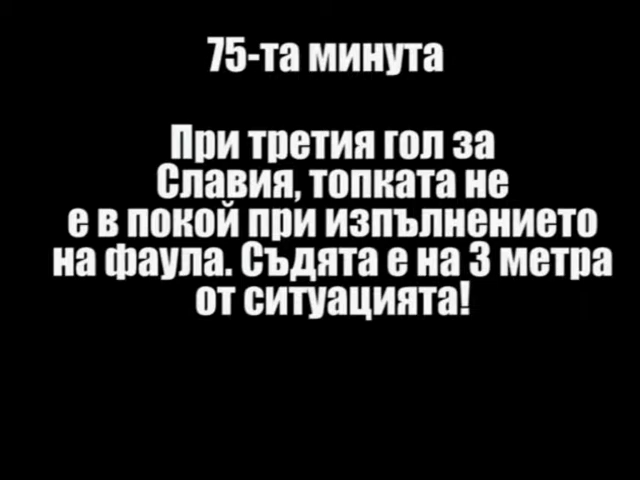 75-та минута
При третия гол за
Славия, топката не
е в покой при изпълнението
на фаула. Съдята е на 3 метра
от ситуацията!